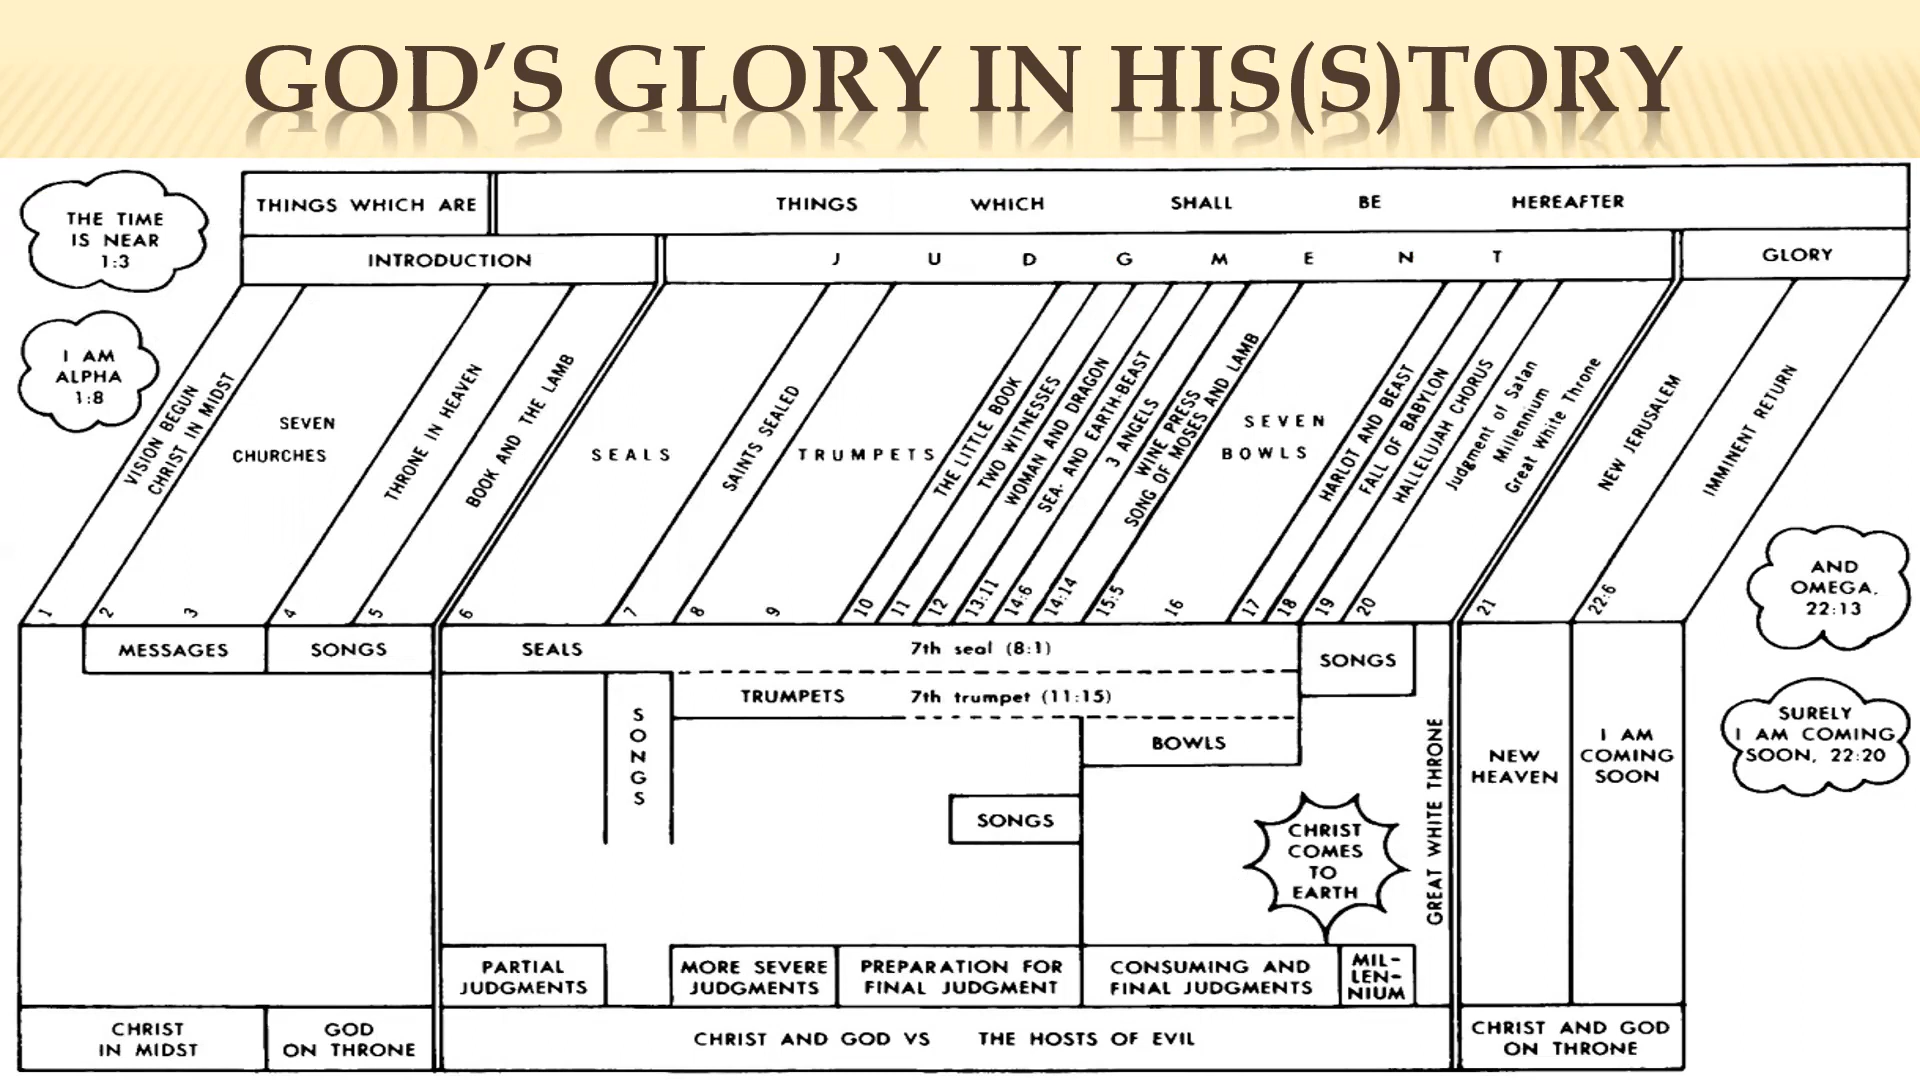 GOD'S GLORY IN HIS(S)TORY
THE TIME
IS NEAR
1:3
I AM
ALPHA
1:8
THINGS WHICH ARE
THINGS WHICH SHALL BE HEREAFTER
INTRODUCTION
J U D G M E N T
GLORY
VISION BEGUN
CHRIST IN MIDST
SEVEN
CHURCHES
THRONE IN HEAVEN
BOOK AND THE LAMB
SEALS
SAINTS SEALED
TRUMPETS
THE LITTLE BOOK
TWO WITNESSES
WOMAN AND DRAGON
SEA- AND EARTH-BEAST
3 ANGELS
WINE PRESS
SONG OF MOSES AND LAMB
SEVEN
BOWLS
HARLOT AND BEAST
FALL OF BABYLON
HALLELUJAH CHORUS
Judgment of Satan
Millennium
Great White Throne
NEW JERUSALEM
IMMINENT RETURN
1
2
3
4
5
6
7
8
9
10
11
12
13:11
14:6
14:14
15:5
16
17
18
19
20
21
22:6
AND
OMEGA,
22:13
SURELY
I AM COMING
SOON, 22:20
MESSAGES
SONGS
SEALS
7th seal (8:1)
SONGS
TRUMPETS
7th trumpet (11:15)
SONGS
BOWLS
SONGS
CHRIST
COMES
TO
EARTH
GREAT WHITE THRONE
NEW
HEAVEN
I AM
COMING
SOON
PARTIAL
JUDGMENTS
MORE SEVERE
JUDGMENTS
PREPARATION FOR
FINAL JUDGMENT
CONSUMING AND
FINAL JUDGMENTS
MIL-
LEN-
NIUM
CHRIST
IN MIDST
GOD
ON THRONE
CHRIST AND GOD VS THE HOSTS OF EVIL
CHRIST AND GOD
ON THRONE